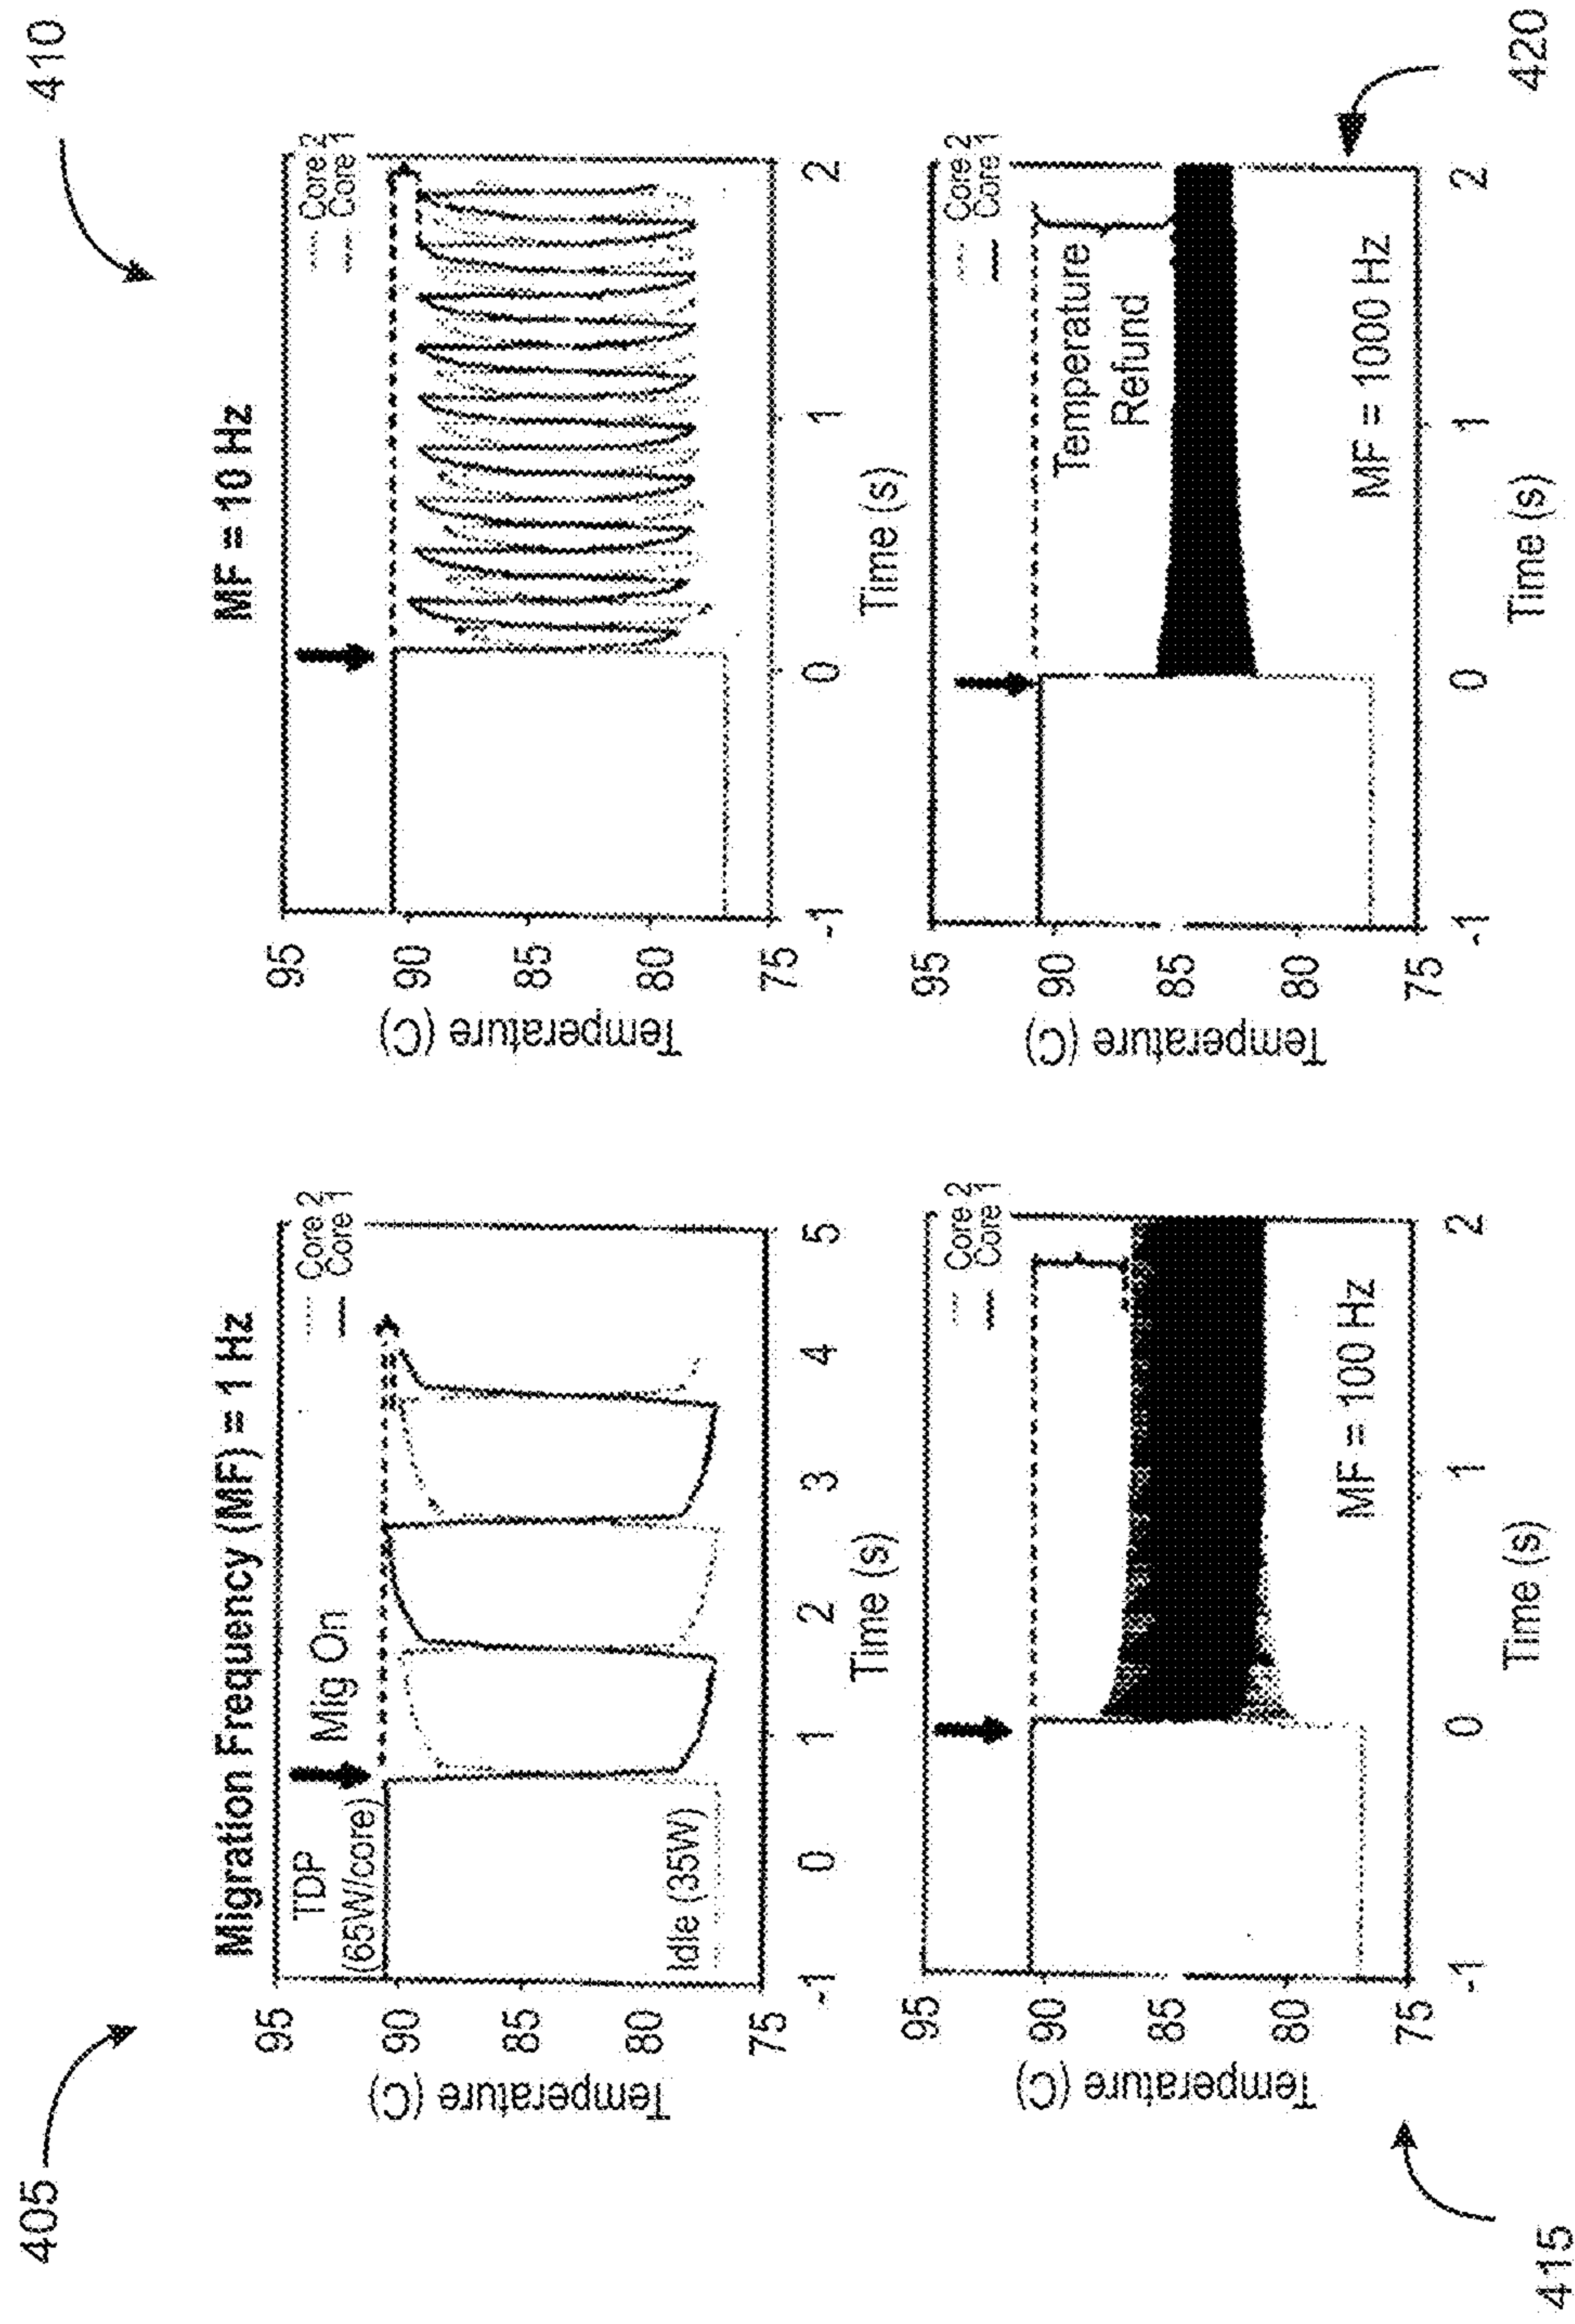 405
410
Migration Frequency (MF) = 1 Hz
95
90
85
80
75
Temperature (C)
TDP
(65W/core)
Mig On
Idle (35W)
Core 2
Core 1
-1
0
1
2
3
4
5
Time (s)
MF = 10 Hz
95
90
85
80
75
Temperature (C)
Core 2
Core 1
-1
0
1
2
Time (s)
95
90
85
80
75
Temperature (C)
Core 2
Core 1
MF = 100 Hz
-1
0
1
2
Time (s)
95
90
85
80
75
Temperature (C)
Core 2
Core 1
Temperature
Refund
MF = 1000 Hz
-1
0
1
2
Time (s)
415
420